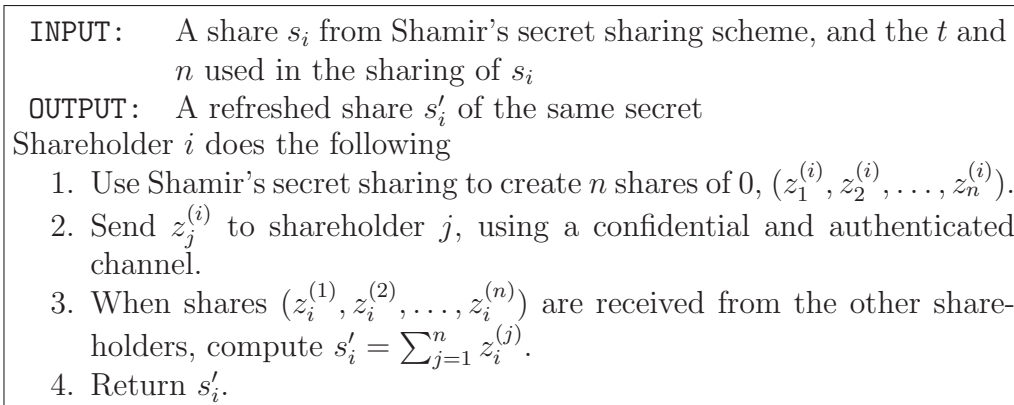 INPUT: A share s_i from Shamir's secret sharing scheme, and the t and
n used in the sharing of s_i
OUTPUT: A refreshed share s'_i of the same secret
Shareholder i does the following
1. Use Shamir's secret sharing to create n shares of 0, (z_1^{(i)}, z_2^{(i)}, . . . , z_n^{(i)}).
2. Send z_j^{(i)} to shareholder j, using a confidential and authenticated
channel.
3. When shares (z_i^{(1)}, z_i^{(2)}, . . . , z_i^{(n)}) are received from the other share-
holders, compute s'_i = ∑_{j=1}^{n} z_i^{(j)}.
4. Return s'_i.